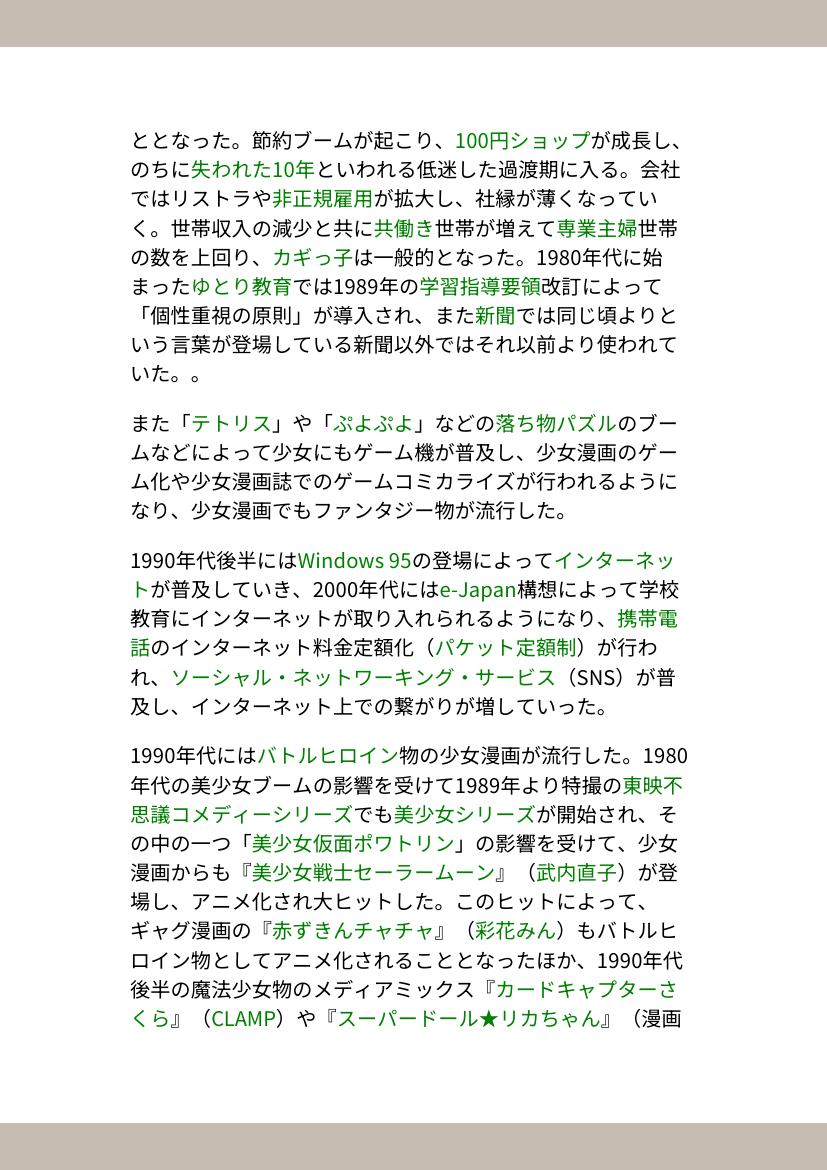 ととなった。節約ブームが起こり、100円ショップが成長し、
のちに失われた10年といわれる低迷した過渡期に入る。会社
ではリストラや非正規雇用が拡大し、社縁が薄くなってい
く。世帯収入の減少と共に共働き世帯が増えて専業主婦世帯
の数を上回り、カギっ子は一般的となった。1980年代に始
まったゆとり教育では1989年の学習指導要領改訂によって
「個性重視の原則」が導入され、また新聞では同じ頃よりと
いう言葉が登場している新聞以外ではそれ以前より使われて
いた。。
また「テトリス」や「ぷよぷよ」などの落ち物パズルのブー
ムなどによって少女にもゲーム機が普及し、少女漫画のゲー
ム化や少女漫画誌でのゲームコミカライズが行われるように
なり、少女漫画でもファンタジー物が流行した。
1990年代後半にはWindows 95の登場によってインターネッ
トが普及していき、2000年代にはe-Japan構想によって学校
教育にインターネットが取り入れられるようになり、携帯電
話のインターネット料金定額化（パケット定額制）が行わ
れ、ソーシャル・ネットワーキング・サービス（SNS）が普
及し、インターネット上での繋がりが増していった。
1990年代にはバトルヒロイン物の少女漫画が流行した。1980
年代の美少女ブームの影響を受けて1989年より特撮の東映不
思議コメディーシリーズでも美少女シリーズが開始され、そ
の中の一つ「美少女仮面ポワトリン」の影響を受けて、少女
漫画からも『美少女戦士セーラームーン』（武内直子）が登
場し、アニメ化され大ヒットした。このヒットによって、
ギャグ漫画の『赤ずきんチャチャ』（彩花みん）もバトルヒ
ロイン物としてアニメ化されることとなったほか、1990年代
後半の魔法少女物のメディアミックス『カードキャプターさ
くら』（CLAMP）や『スーパードール★リカちゃん』（漫画